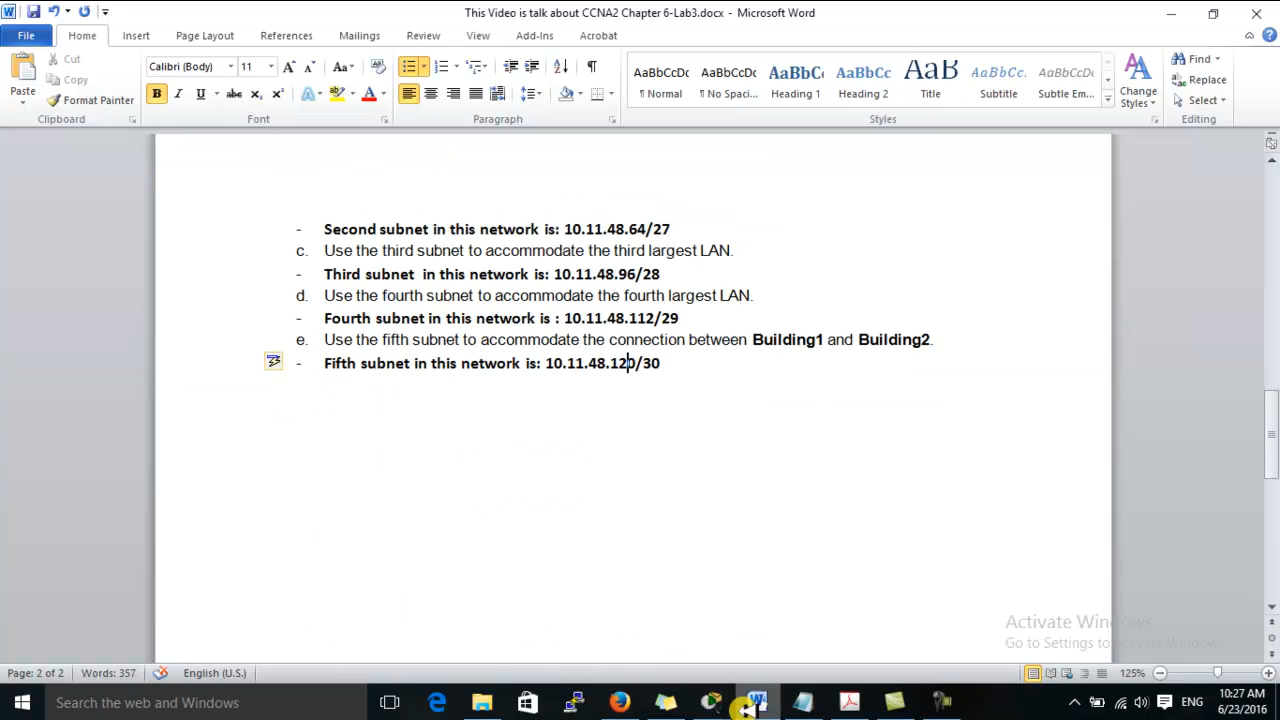 This Video is talk about CCNA2 Chapter 6-Lab3.docx - Microsoft Word
File Home Insert Page Layout References Mailings Review View Add-Ins Acrobat
Cut
Copy
Format Painter
Paste
Clipboard
Calibri (Body) 11
Font
Paragraph
AaBbCcDc AaBbCcDc AaBbC AaBbCc AaB AaBbCc. AaBbCcDc
¶ Normal ¶ No Spaci... Heading 1 Heading 2 Title Subtitle Subtle Em...
Styles
Change
Styles
Find
Replace
Select
Editing
- Second subnet in this network is: 10.11.48.64/27
c. Use the third subnet to accommodate the third largest LAN.
- Third subnet in this network is: 10.11.48.96/28
d. Use the fourth subnet to accommodate the fourth largest LAN.
- Fourth subnet in this network is : 10.11.48.112/29
e. Use the fifth subnet to accommodate the connection between Building1 and Building2.
- Fifth subnet in this network is: 10.11.48.120/30
Activate Windows
Go to Settings to activate Windows.
Page: 2 of 2 Words: 357 English (U.S.) 125%
Search the web and Windows
ENG
10:27 AM
6/23/2016